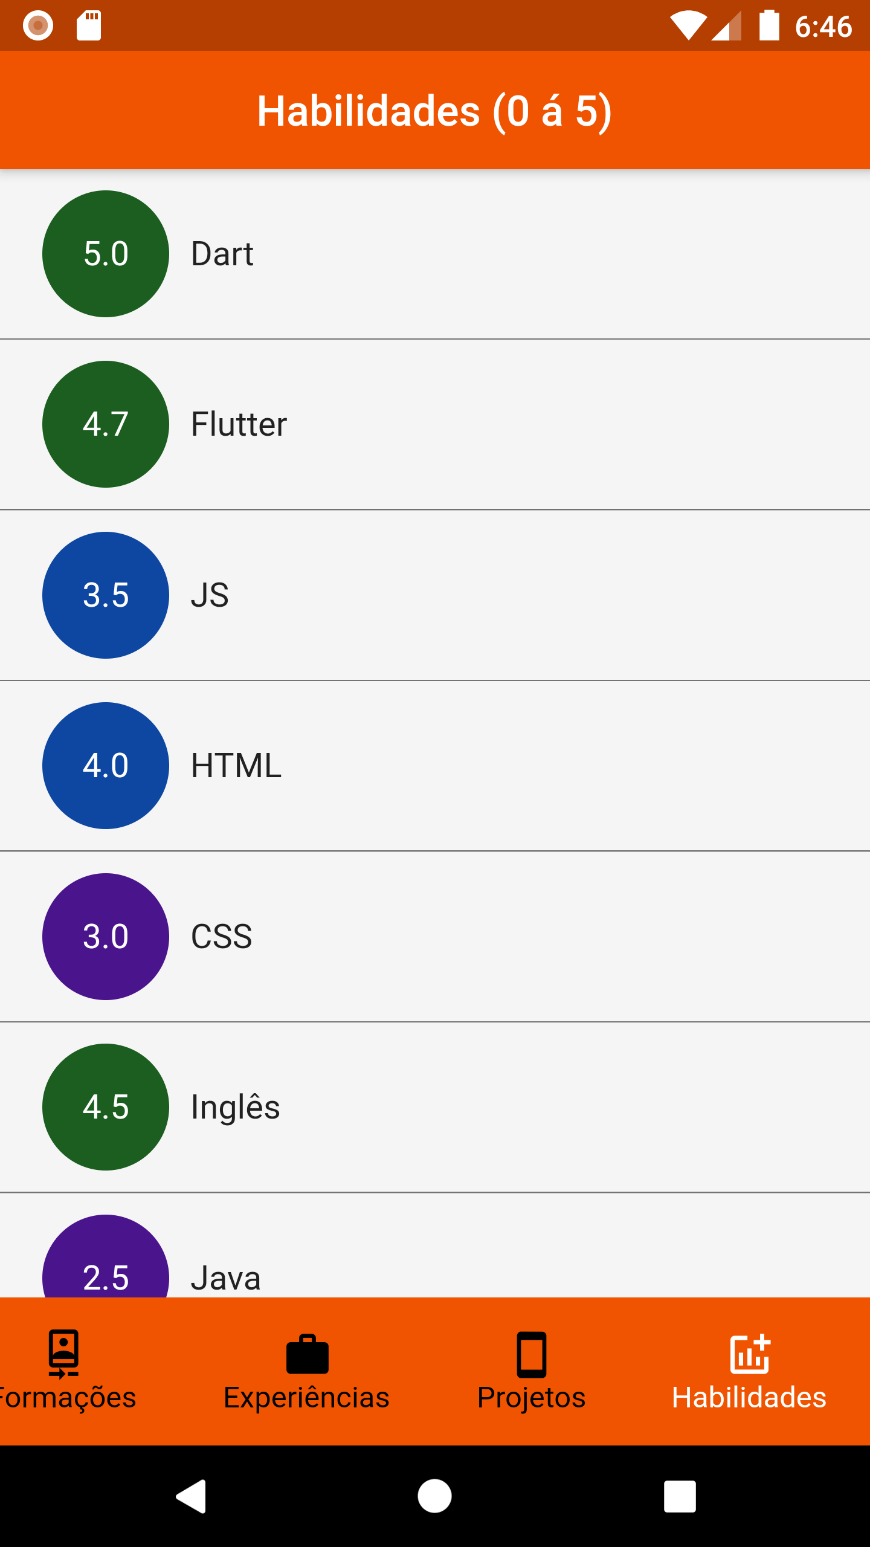 6:46
Habilidades (0 á 5)
5.0 Dart
4.7 Flutter
3.5 JS
4.0 HTML
3.0 CSS
4.5 Inglês
2.5 Java
Formações Experiências Projetos Habilidades